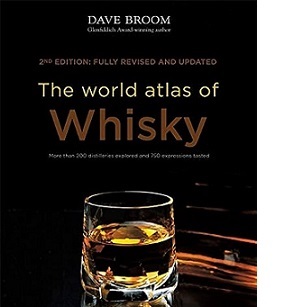 DAVE BROOM
Glenfiddich Award-winning author
2ND EDITION: FULLY REVISED AND UPDATED
The world atlas of
Whisky
More than 200 distilleries explored and 750 expressions tasted